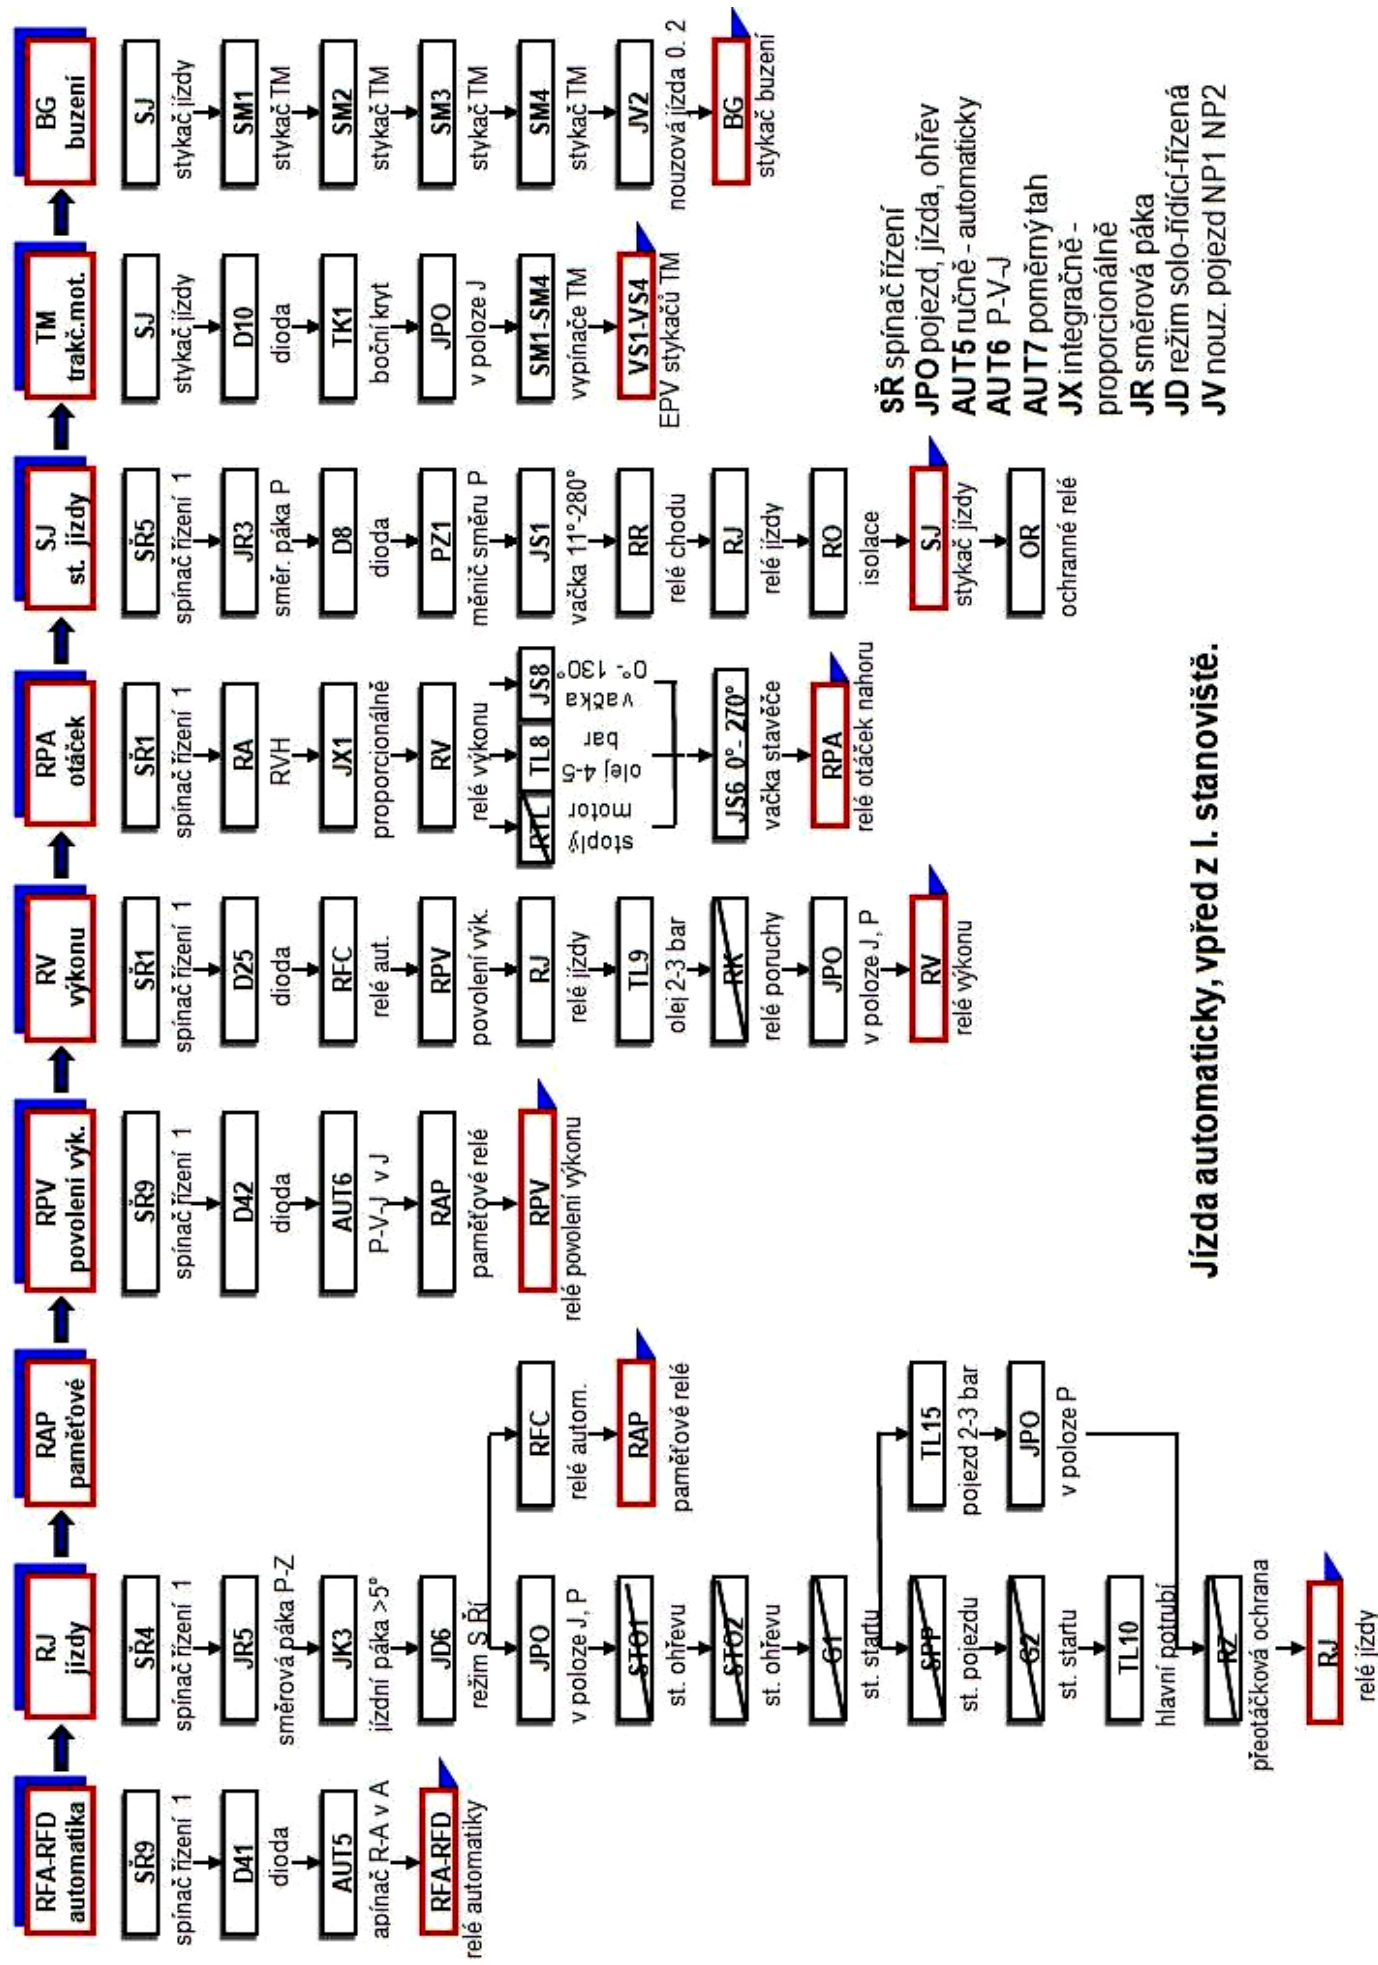 RFA-RFD
automatika
RJ
jízdy
RAP
paměťové
RPV
povolení výk.
RV
výkonu
RPA
otáček
SJ
st. jízdy
TM
trakč.mot.
BG
buzení
SŘ9
spínač řízení 1
D41
dioda
AUT5
apínač R-A v A
RFA-RFD
relé automatiky
SŘ4
spínač řízení 1
JR5
směrová páka P-Z
JK3
jízdní páka >5°
JD6
režim S Ří
JPO
v poloze J, P
STO1
st. ohřevu
STO2
st. ohřevu
G1
st. startu
SPP
st. pojezdu
G2
st. startu
TL10
hlavní potrubí
RZ
přeotáčková ochrana
RJ
relé jízdy
RFC
relé autom.
RAP
paměťové relé
TL15
pojezd 2-3 bar
JPO
v poloze P
SŘ9
spínač řízení 1
D42
dioda
AUT6
P-V-J v J
RAP
paměťové relé
RPV
relé povolení výkonu
SŘ1
spínač řízení 1
D25
dioda
RFC
relé aut.
RPV
povolení výk.
RJ
relé jízdy
TL9
olej 2-3 bar
RK
relé poruchy
JPO
v poloze J, P
RV
relé výkonu
SŘ1
spínač řízení 1
RA
RVH
JX1
proporcionálně
RV
relé výkonu
RTL
stoplý
motor
TL8
olej 4-5
bar
JS8
vačka
0°- 130°
JS6 0°- 270°
vačka stavěče
RPA
relé otáček nahoru
SŘ5
spínač řízení 1
JR3
směr. páka P
D8
dioda
PZ1
měnič směru P
JS1
vačka 11°-280°
RR
relé chodu
RJ
relé jízdy
RO
isolace
SJ
stykač jízdy
OR
ochranné relé
SJ
stykač jízdy
D10
dioda
TK1
boční kryt
JPO
v poloze J
SM1-SM4
vypínače TM
VS1-VS4
EPV stykačů TM
SJ
stykač jízdy
SM1
stykač TM
SM2
stykač TM
SM3
stykač TM
SM4
stykač TM
JV2
nouzová jízda 0. 2
BG
stykač buzení
SŘ spínač řízení
JPO pojezd, jízda, ohřev
AUT5 ručně - automaticky
AUT6 P-V-J
AUT7 poměrný tah
JX integračně -
proporcionálně
JR směrová páka
JD režim solo-řídící-řízená
JV nouz. pojezd NP1 NP2
Jízda automaticky, vpřed z I. stanoviště.